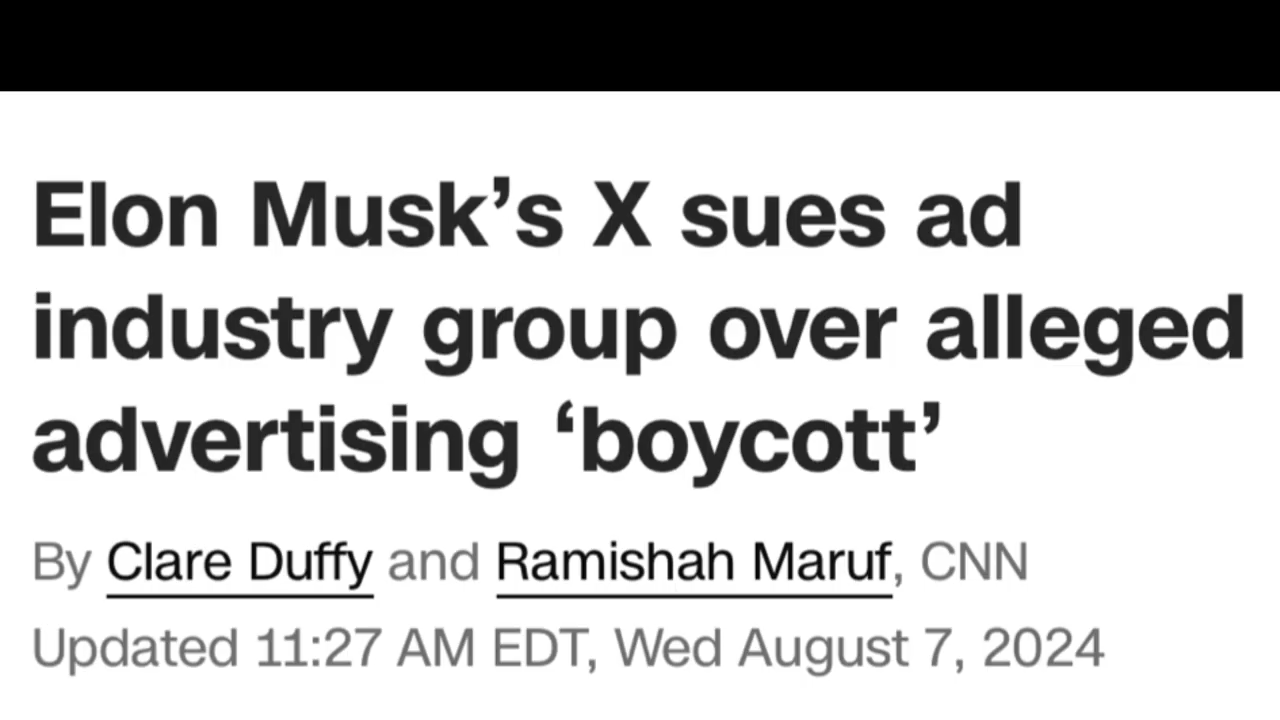 Elon Musk’s X sues ad
industry group over alleged
advertising ‘boycott’
By Clare Duffy and Ramishah Maruf, CNN
Updated 11:27 AM EDT, Wed August 7, 2024